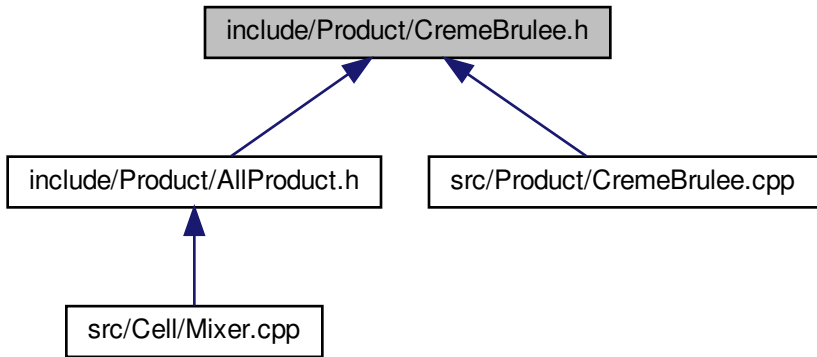 include/Product/CremeBrulee.h
include/Product/AllProduct.h
src/Product/CremeBrulee.cpp
src/Cell/Mixer.cpp